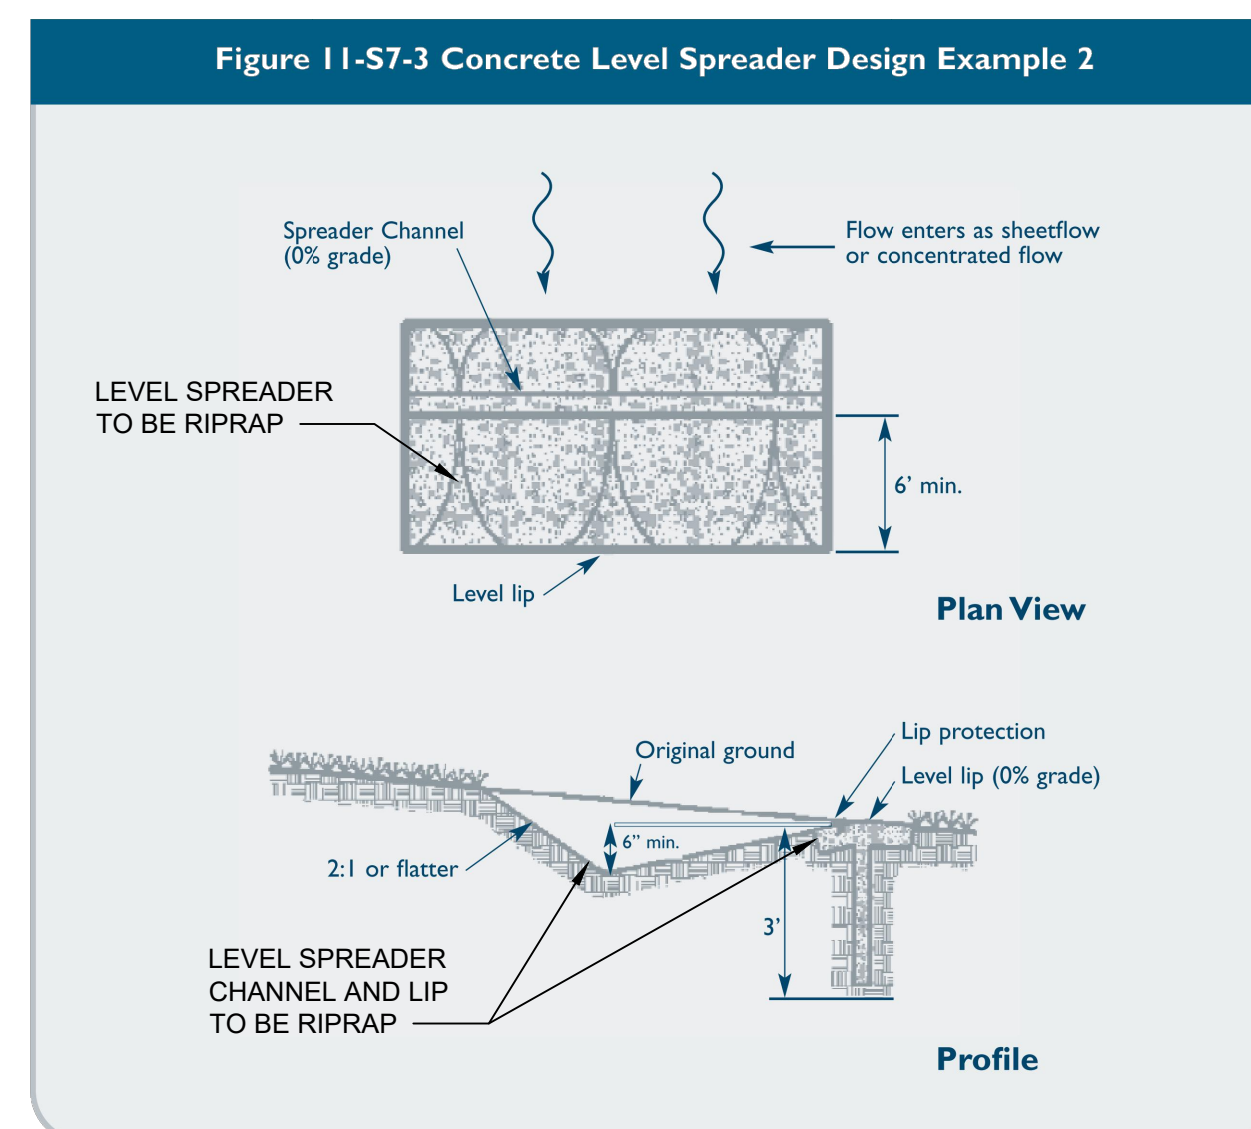 Figure 11-S7-3 Concrete Level Spreader Design Example 2
Spreader Channel
(0% grade)
Flow enters as sheetflow
or concentrated flow
LEVEL SPREADER
TO BE RIPRAP
6’ min.
Level lip
Plan View
Lip protection
Original ground
Level lip (0% grade)
6” min.
2:1 or flatter
3’
LEVEL SPREADER
CHANNEL AND LIP
TO BE RIPRAP
Profile